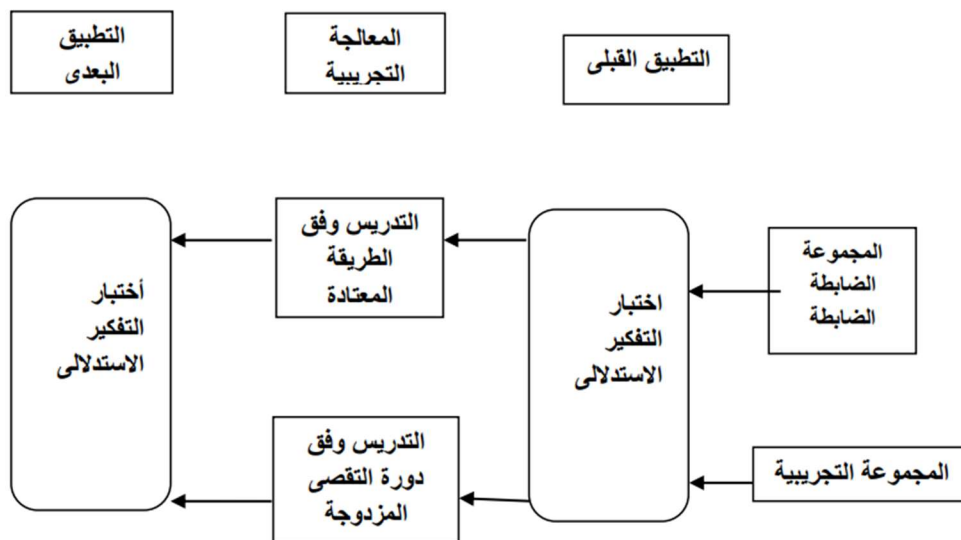 التطبيق القبلى
المعالجة
التجريبية
التطبيق
البعدى
المجموعة
الضابطة
الضابطة
المجموعة التجريبية
اختبار
التفكير
الاستدلالى
التدريس وفق
الطريقة
المعتادة
التدريس وفق
دورة التقصى
المزدوجة
أختبار
التفكير
الاستدلالى